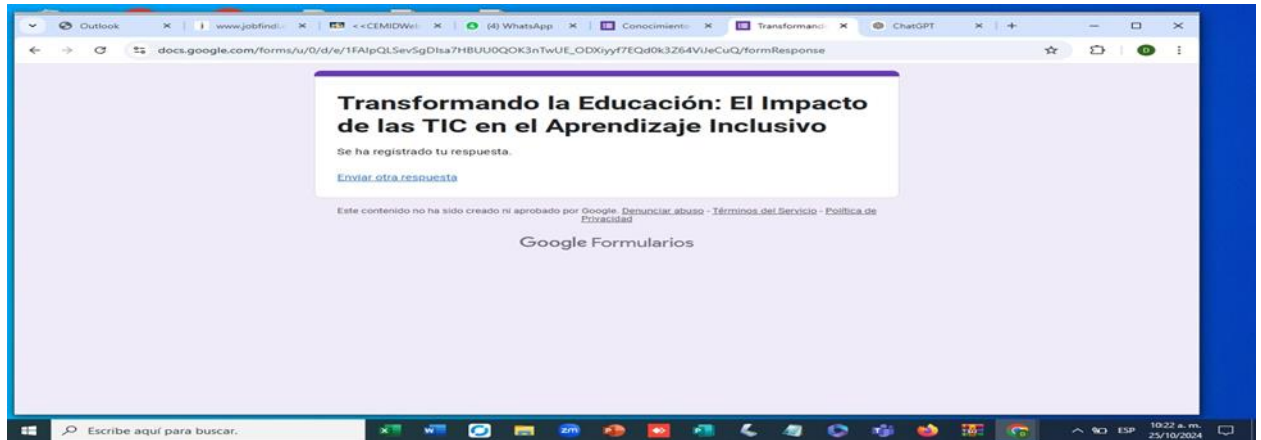 Outlook
www.jobfind
<<CEMIDWeb
(4) WhatsApp
Conocimiento
Transformand
ChatGPT
docs.google.com/forms/u/0/d/e/1FAIpQLSevSgDIsa7HBUU0QOK3nTwUE_ODXiyyf7EQd0k3Z64ViJeCuQ/formResponse
D
Transformando la Educación: El Impacto
de las TIC en el Aprendizaje Inclusivo
Se ha registrado tu respuesta.
Enviar otra respuesta
Este contenido no ha sido creado ni aprobado por Google. Denunciar abuso - Términos del Servicio - Política de
Privacidad
Google Formularios
Escribe aquí para buscar.
zm
ESP
10:22 a. m.
25/10/2024